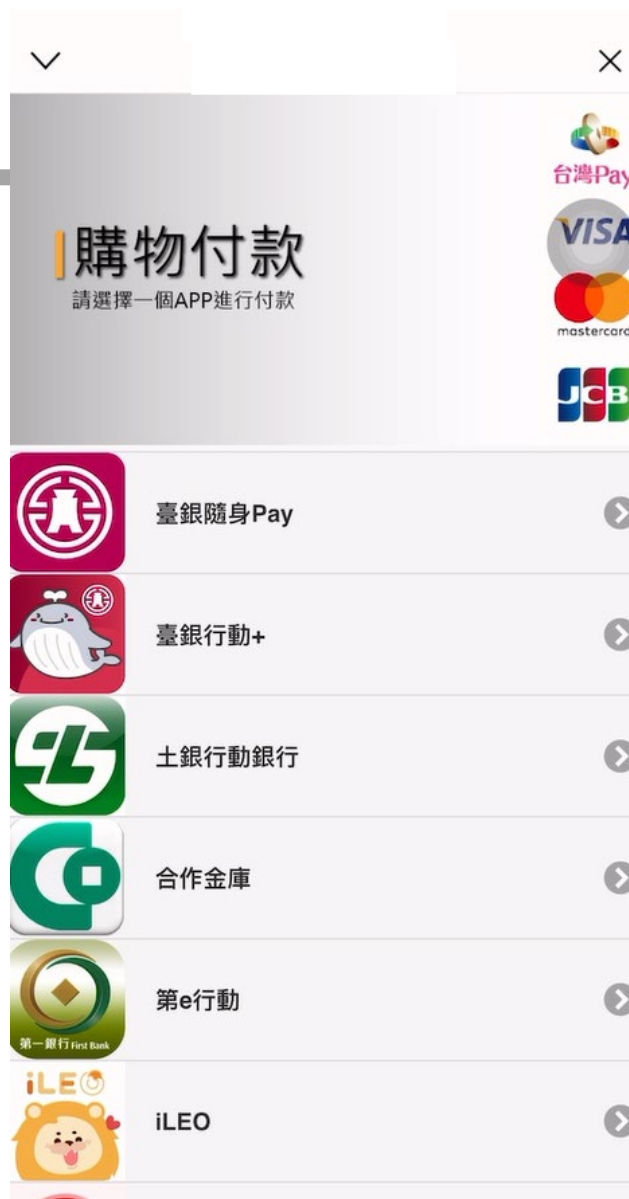 台灣Pay
VISA
mastercard
JCB
購物付款
請選擇一個APP進行付款
臺銀隨身Pay
臺銀行動+
土銀行動銀行
合作金庫
第e行動
第一銀行 First Bank
iLEO
iLEO